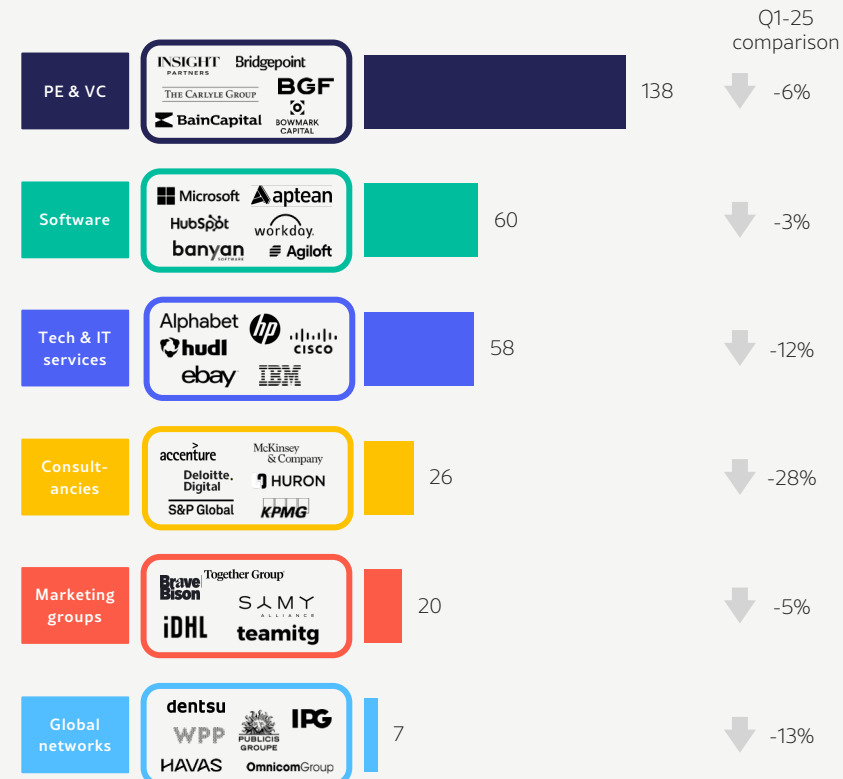 Q1-25
comparison
PE & VC
INSIGHT
PARTNERS
Bridgepoint
THE CARLYLE GROUP
BGF
BainCapital
BOWMARK
CAPITAL
138
-6%
Software
Microsoft
aptean
HubSpot
workday.
banyan
SOFTWARE
Agiloft
60
-3%
Tech & IT
services
Alphabet
hp
hudl
CISCO
ebay
IBM
58
-12%
Consult-
ancies
accenture
McKinsey
& Company
Deloitte.
Digital
HURON
S&P Global
KPMG
26
-28%
Marketing
groups
Brave
Bison
Together Group
SAMY
ALLIANCE
iDHL
teamitg
20
-5%
Global
networks
dentsu
WPP
PUBLICIS
GROUPE
IPG
HAVAS
OmnicomGroup
7
-13%